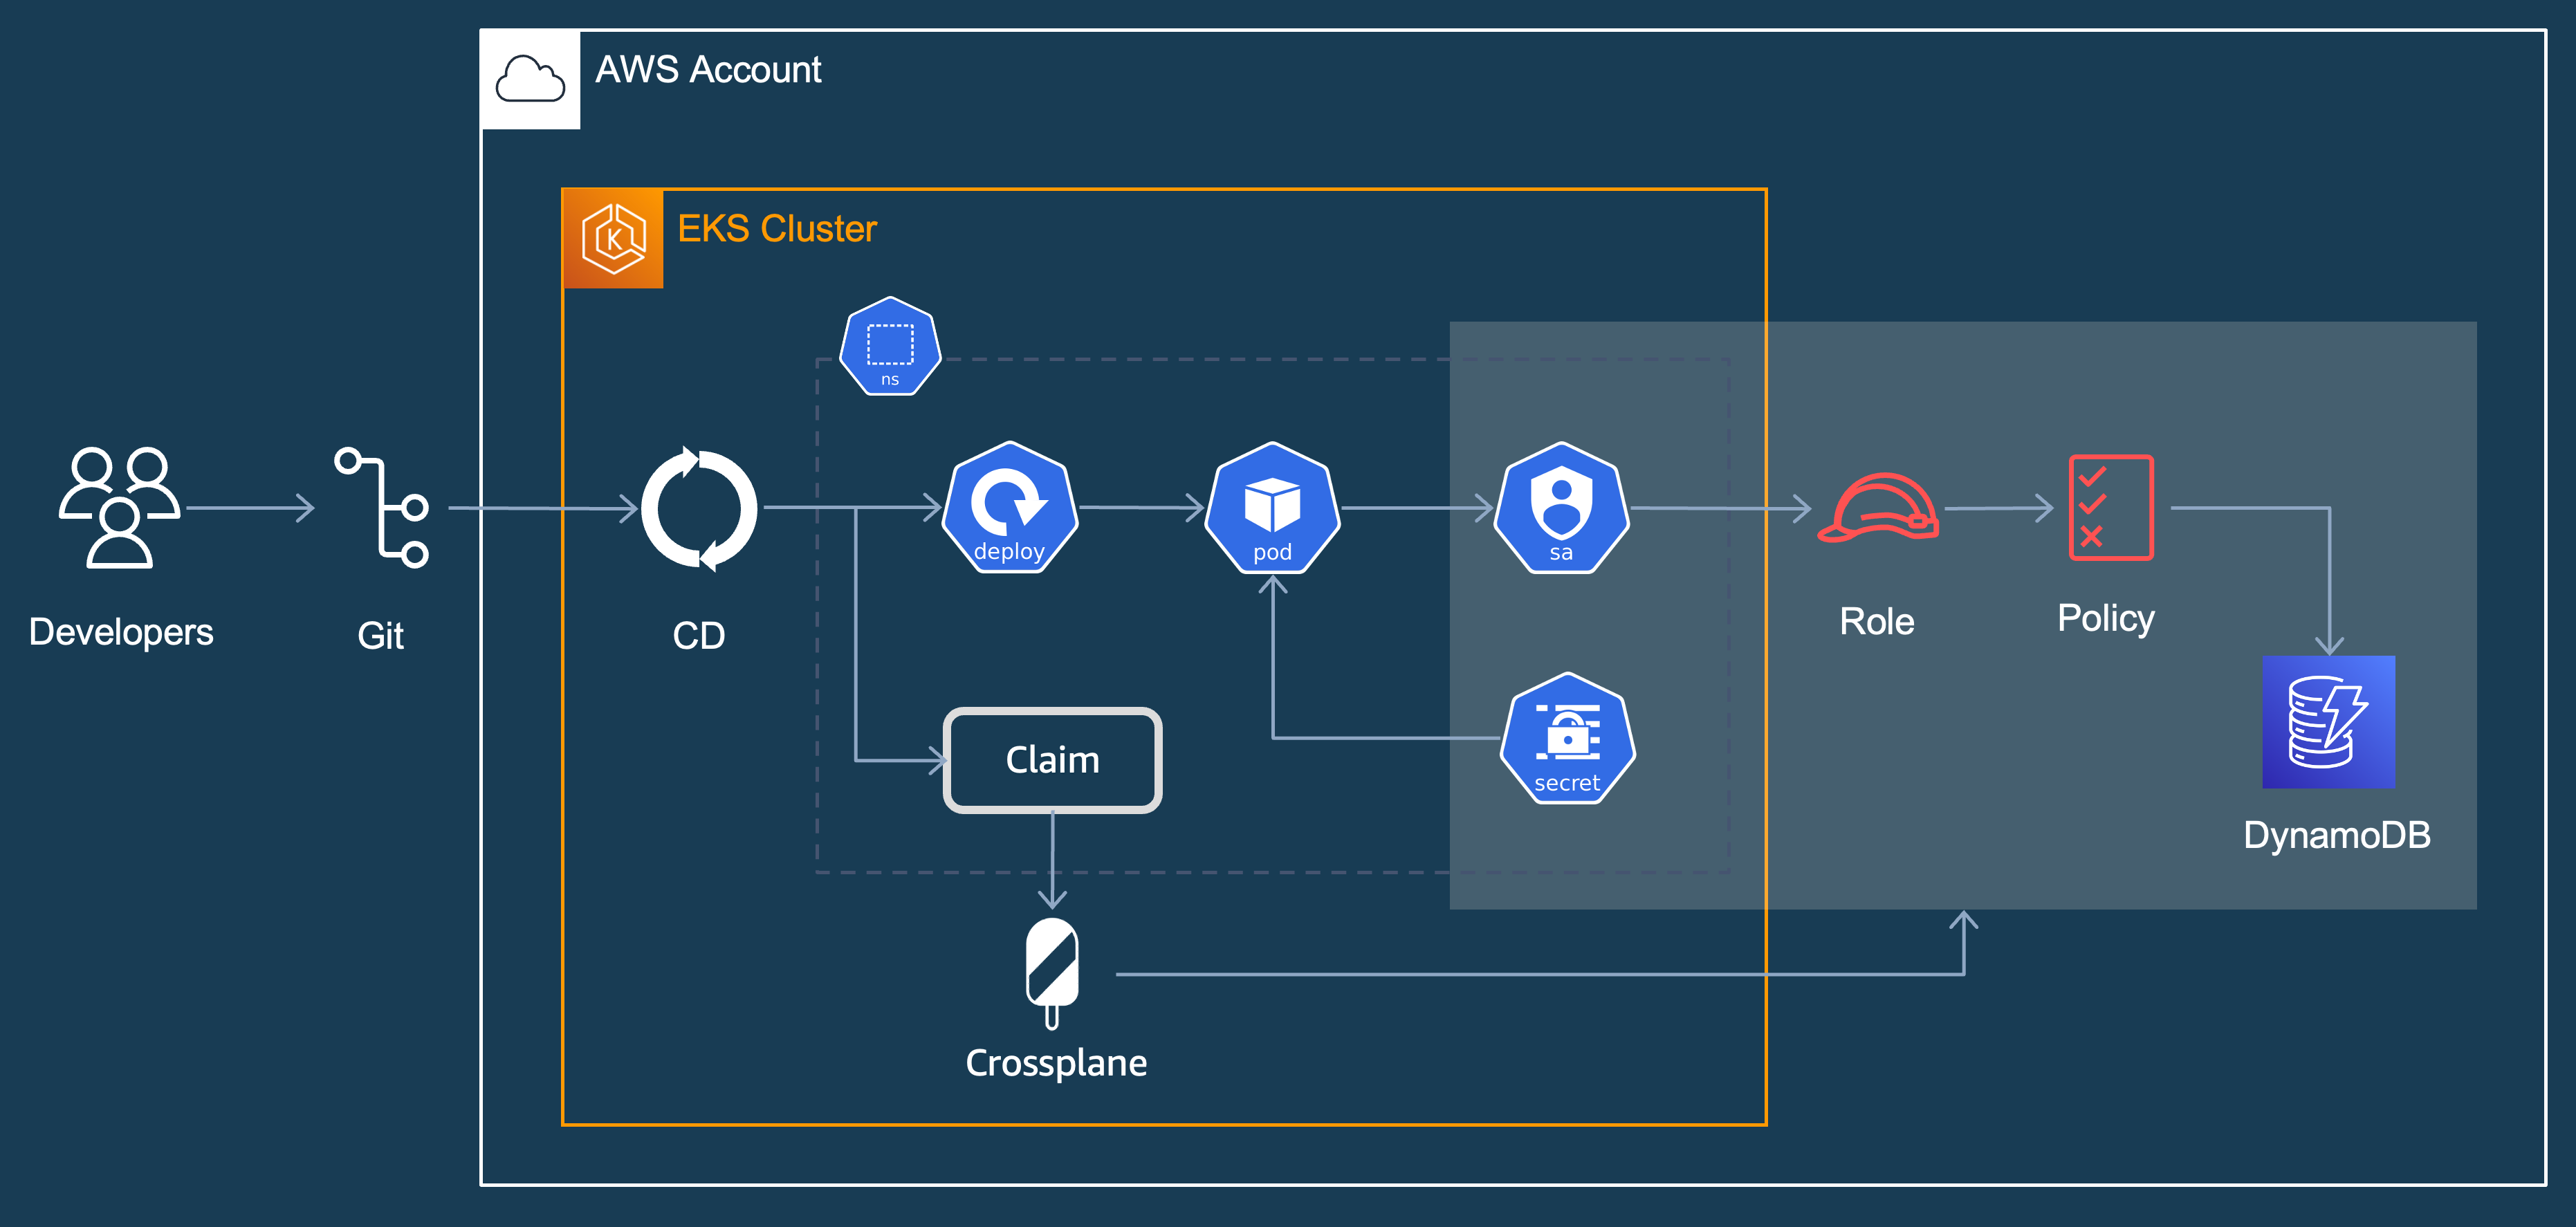 AWS Account
EKS Cluster
K
ns
deploy
pod
sa
Developers
Git
CD
Role
Policy
Claim
secret
DynamoDB
Crossplane